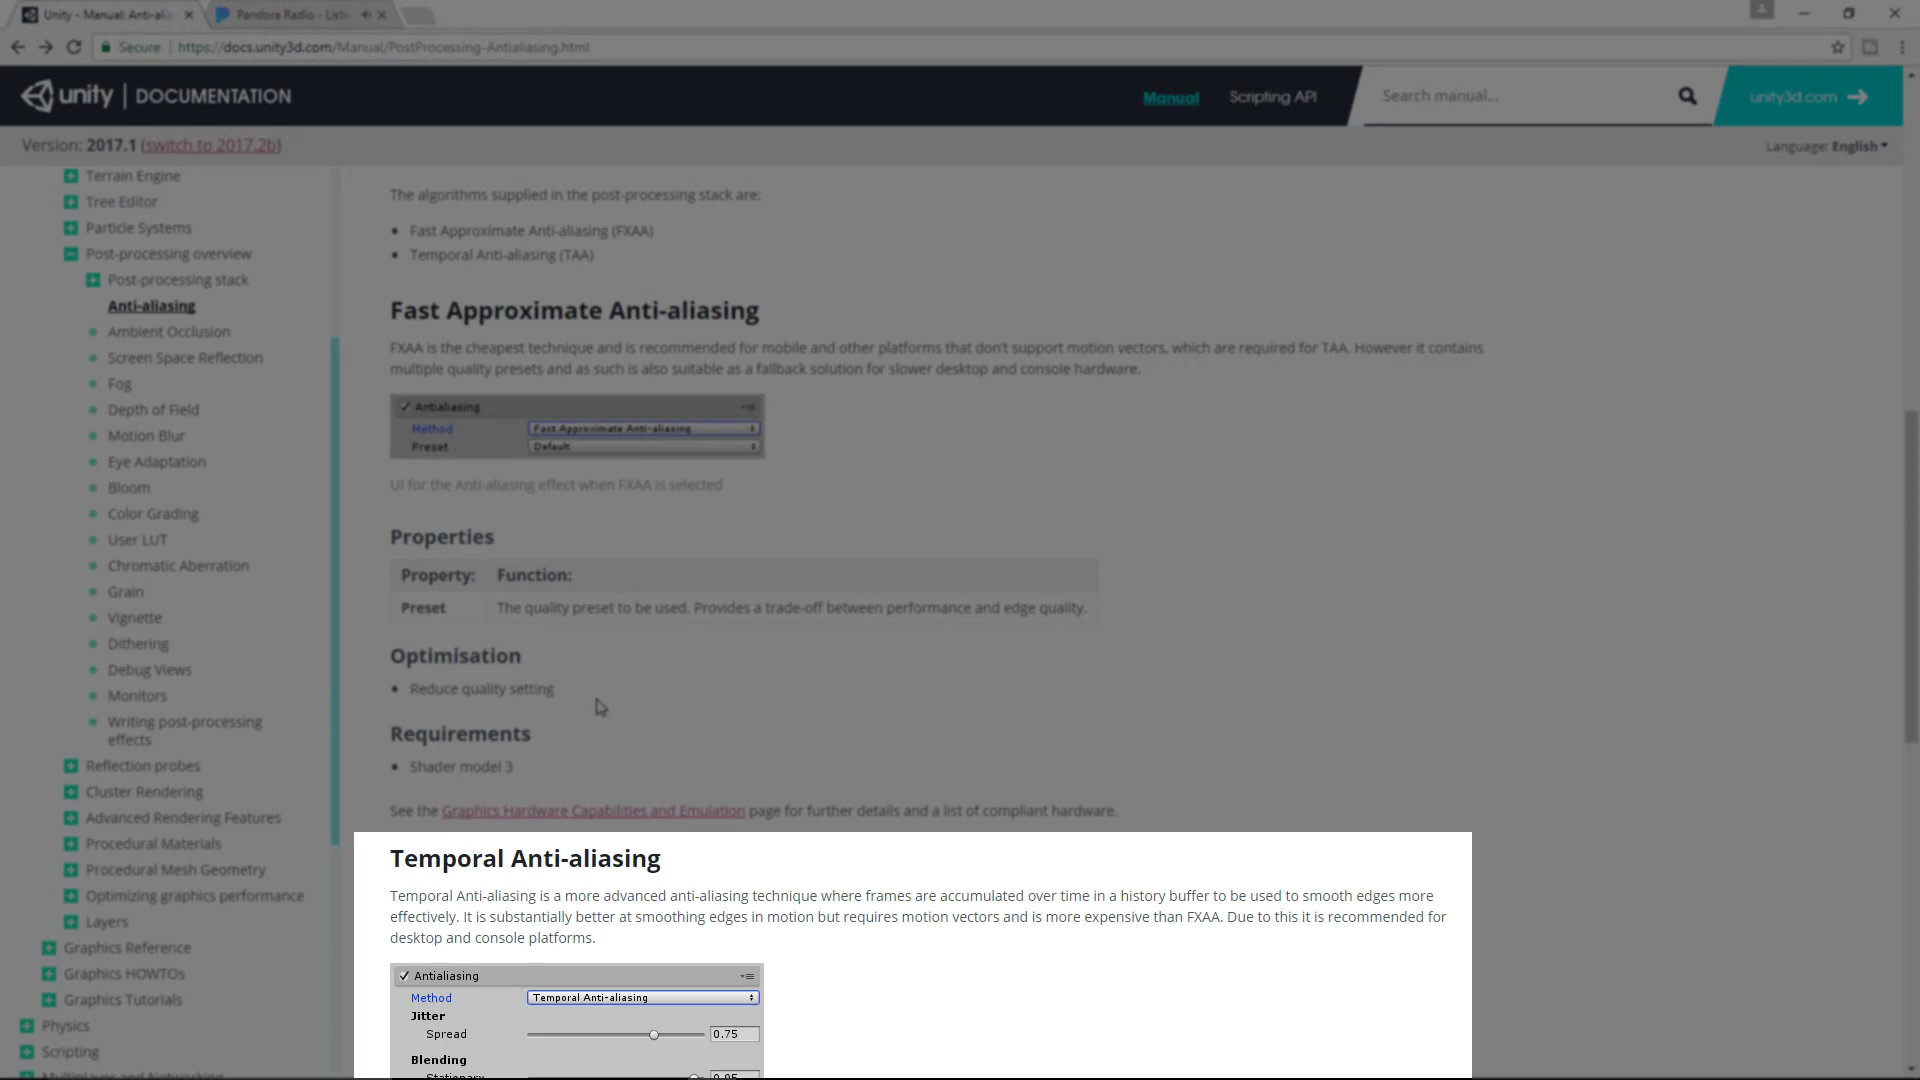 Unity - Manual: Anti-alia
Pandora Radio - Liste
Secure | https://docs.unity3d.com/Manual/PostProcessing-Antialiasing.html
unity | DOCUMENTATION
Manual
Scripting API
Search manual...
unity3d.com
Version: 2017.1 (switch to 2017.2b)
Language: English
Terrain Engine
Tree Editor
Particle Systems
Post-processing overview
Post-processing stack
Anti-aliasing
Ambient Occlusion
Screen Space Reflection
Fog
Depth of Field
Motion Blur
Eye Adaptation
Bloom
Color Grading
User LUT
Chromatic Aberration
Grain
Vignette
Dithering
Debug Views
Monitors
Writing post-processing
effects
Reflection probes
Cluster Rendering
Advanced Rendering Features
Procedural Materials
Procedural Mesh Geometry
Optimizing graphics performance
Layers
Graphics Reference
Graphics HOWTOs
Graphics Tutorials
Physics
Scripting
Multiplayer and Networking
The algorithms supplied in the post-processing stack are:
Fast Approximate Anti-aliasing (FXAA)
Temporal Anti-aliasing (TAA)
Fast Approximate Anti-aliasing
FXAA is the cheapest technique and is recommended for mobile and other platforms that don't support motion vectors, which are required for TAA. However it contains
multiple quality presets and as such is also suitable as a fallback solution for slower desktop and console hardware.
Antialiasing
Method Fast Approximate Anti-aliasing
Preset Default
UI for the Anti-aliasing effect when FXAA is selected
Properties
Property: Function:
Preset The quality preset to be used. Provides a trade-off between performance and edge quality.
Optimisation
Reduce quality setting
Requirements
Shader model 3
See the Graphics Hardware Capabilities and Emulation page for further details and a list of compliant hardware.
Temporal Anti-aliasing
Temporal Anti-aliasing is a more advanced anti-aliasing technique where frames are accumulated over time in a history buffer to be used to smooth edges more
effectively. It is substantially better at smoothing edges in motion but requires motion vectors and is more expensive than FXAA. Due to this it is recommended for
desktop and console platforms.
Antialiasing
Method Temporal Anti-aliasing
Jitter
Spread 0.75
Blending
Stationary 0.95